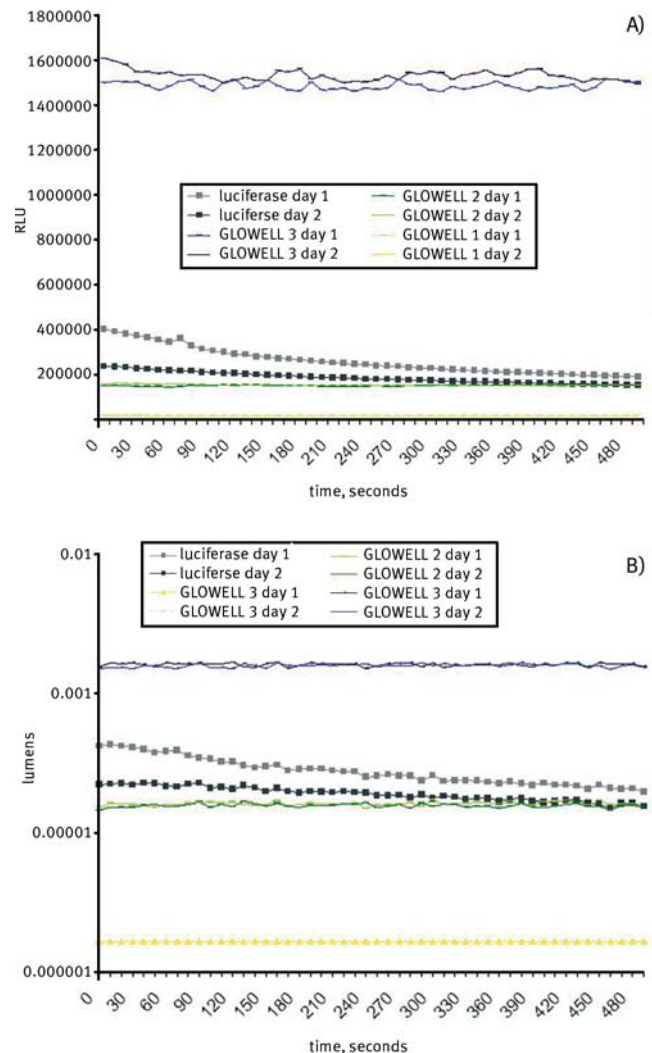 A)
1800000
1600000
1400000
1200000
1000000
800000
600000
400000
200000
RLU
luciferase day 1
luciferse day 2
GLOWELL 3 day 1
GLOWELL 3 day 2
GLOWELL 2 day 1
GLOWELL 2 day 2
GLOWELL 1 day 1
GLOWELL 1 day 2
0 30 60 90 120 150 180 210 240 270 300 330 360 390 420 450 480
time, seconds
B)
luciferase day 1
luciferse day 2
GLOWELL 3 day 1
GLOWELL 3 day 2
GLOWELL 2 day 1
GLOWELL 2 day 2
GLOWELL 3 day 1
GLOWELL 3 day 2
0.01
0.001
0.00001
0.000001
lumens
0 30 60 90 120 150 180 210 240 270 300 330 360 390 420 450 480
time, seconds